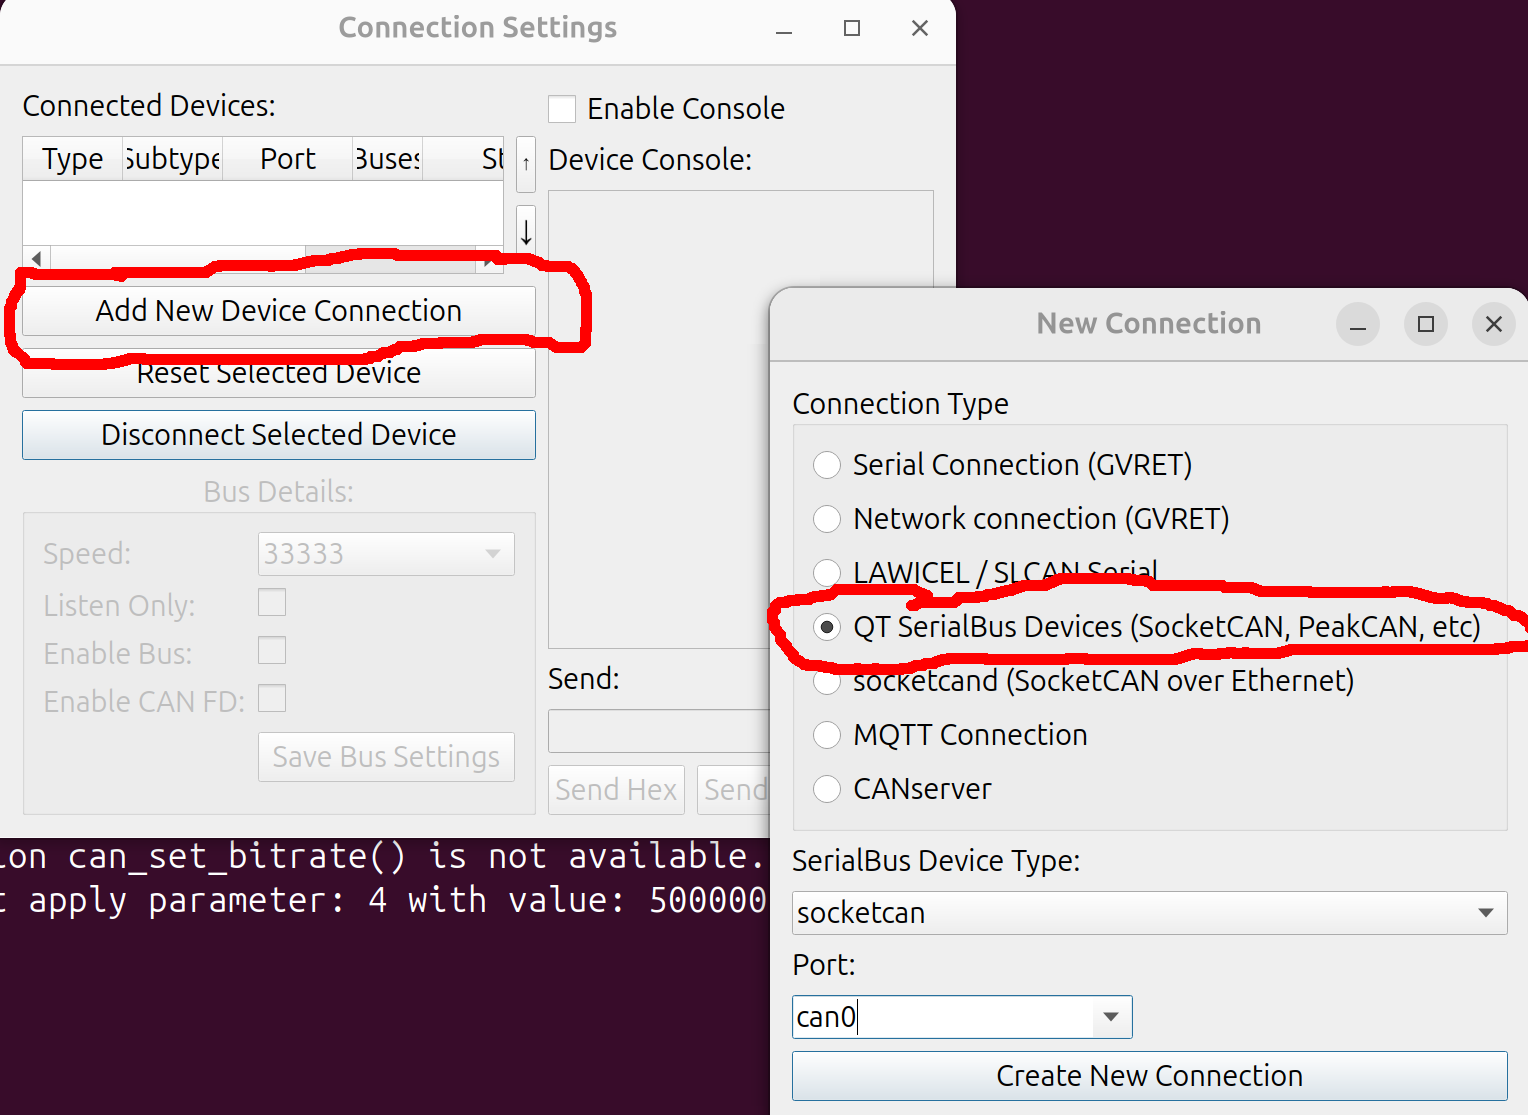 Connection Settings
Connected Devices:
Enable Console
Type Subtype Port Buses St
↑
Device Console:
↓
Add New Device Connection
Reset Selected Device
Disconnect Selected Device
Bus Details:
Speed: 33333
Listen Only:
Enable Bus:
Enable CAN FD:
Save Bus Settings
Send:
Send Hex Send
ion can_set_bitrate() is not available.
t apply parameter: 4 with value: 500000
New Connection
Connection Type
Serial Connection (GVRET)
Network connection (GVRET)
LAWICEL / SLCAN Serial
QT SerialBus Devices (SocketCAN, PeakCAN, etc)
socketcand (SocketCAN over Ethernet)
MQTT Connection
CANserver
SerialBus Device Type:
socketcan
Port:
can0
Create New Connection